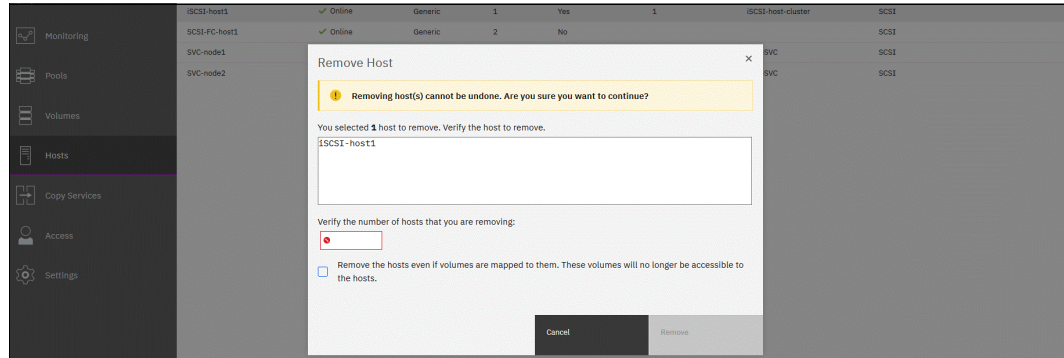 iSCSI-host1 Online Generic 1 Yes 1 iSCSI-host-cluster SCSI
Monitoring
SCSI-FC-host1 Online Generic 2 No SCSI
SVC-node1 SVC SCSI
SVC-node2 SVC SCSI
Pools
Volumes
Hosts
Copy Services
Access
Settings
Remove Host
Removing host(s) cannot be undone. Are you sure you want to continue?
You selected 1 host to remove. Verify the host to remove.
iSCSI-host1
Verify the number of hosts that you are removing:
Remove the hosts even if volumes are mapped to them. These volumes will no longer be accessible to
the hosts.
Cancel Remove